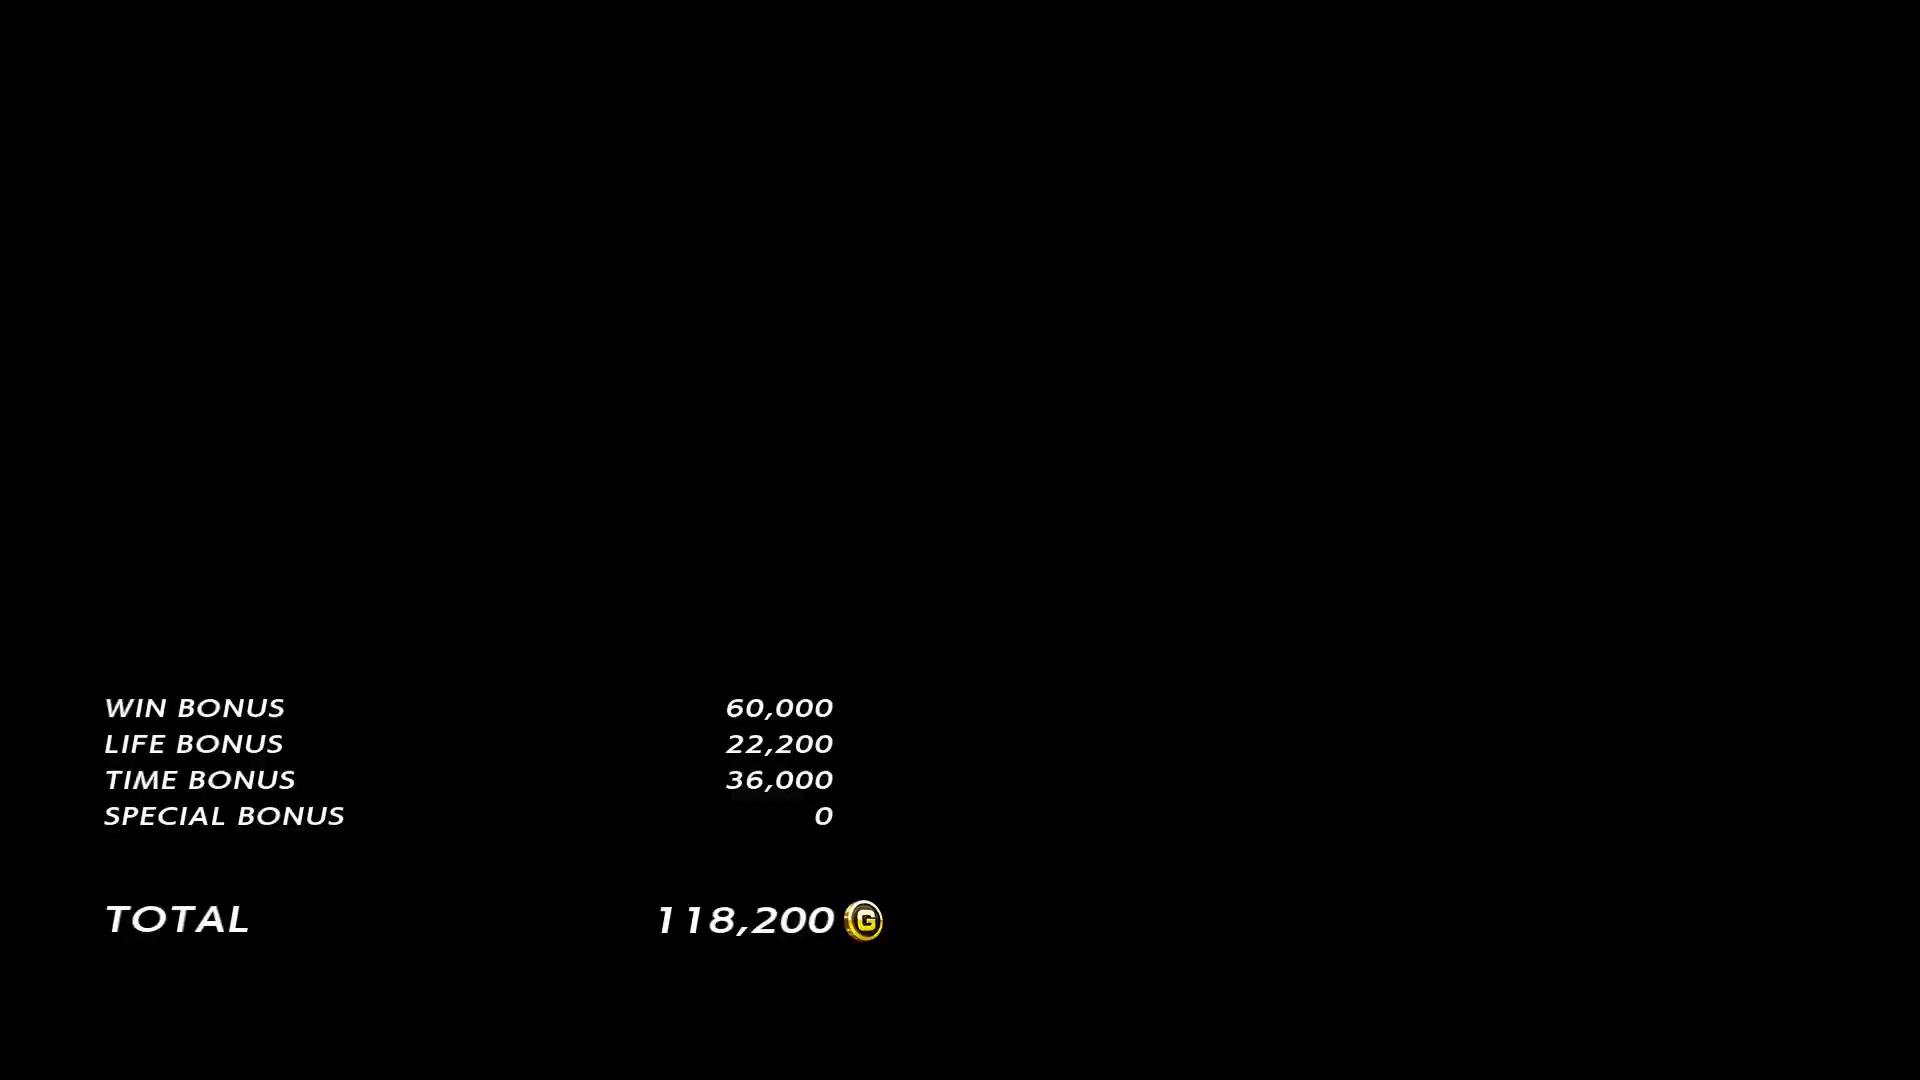 WIN BONUS 60,000
LIFE BONUS 22,200
TIME BONUS 36,000
SPECIAL BONUS 0
TOTAL 118,200 G